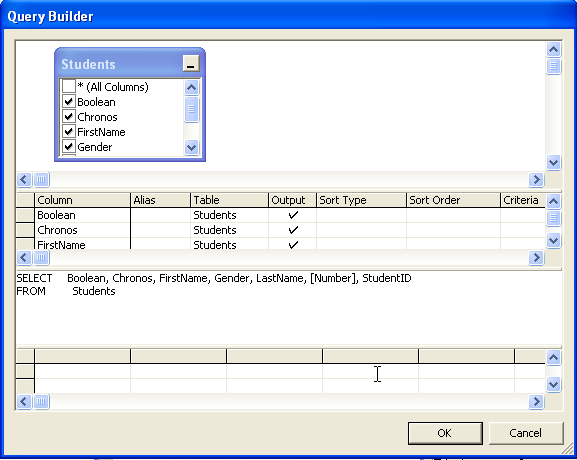 Query Builder
Students
* (All Columns)
Boolean
Chronos
FirstName
Gender
Column Alias Table Output Sort Type Sort Order Criteria
Boolean Students
Chronos Students
FirstName Students
SELECT Boolean, Chronos, FirstName, Gender, LastName, [Number], StudentID
FROM Students
OK Cancel